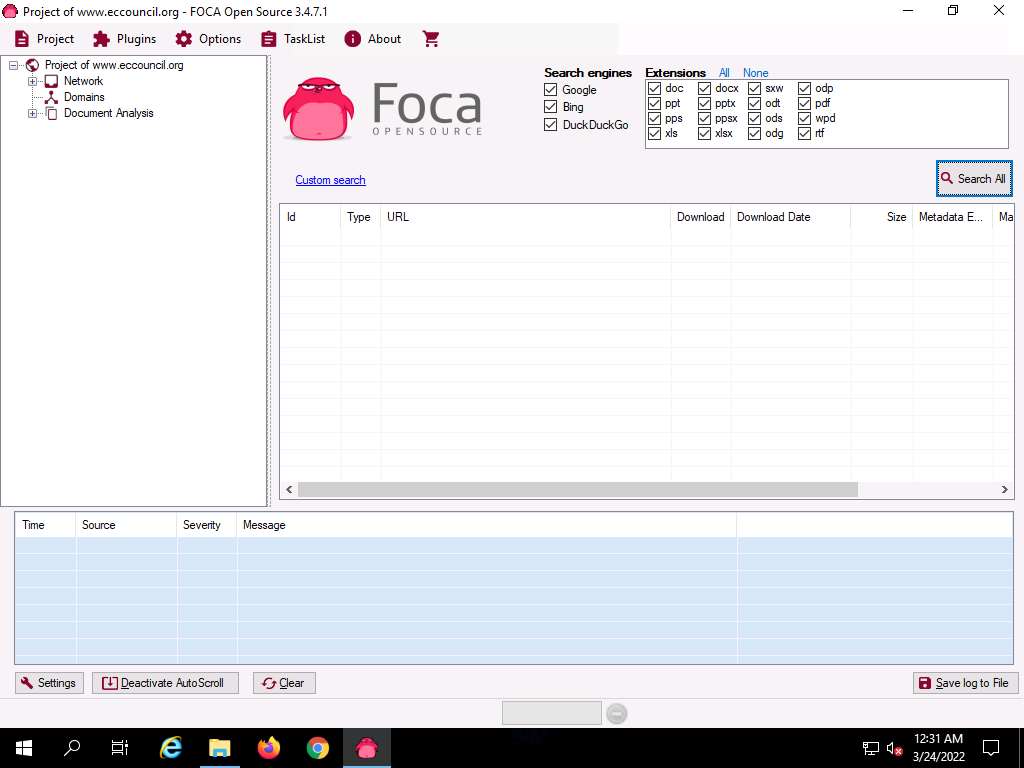 Project of www.eccouncil.org - FOCA Open Source 3.4.7.1
Project Plugins Options TaskList About
Project of www.eccouncil.org
Network
Domains
Document Analysis
Foca
OPENSOURCE
Search engines
Google
Bing
DuckDuckGo
Extensions All None
doc docx sxw odp
ppt pptx odt pdf
pps ppsx ods wpd
xls xlsx odg rtf
Custom search
Search All
Id Type URL Download Download Date Size Metadata E... Ma
Time Source Severity Message
Settings Deactivate AutoScroll Clear Save log to File
12:31 AM
3/24/2022